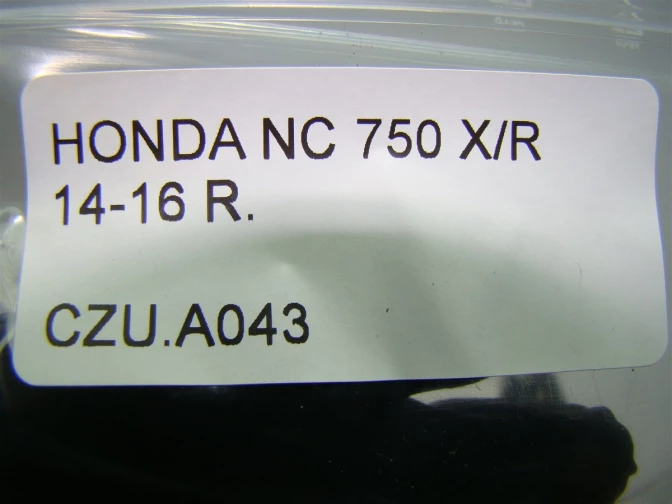 HONDA NC 750 X/R
14-16 R.
CZU.A043